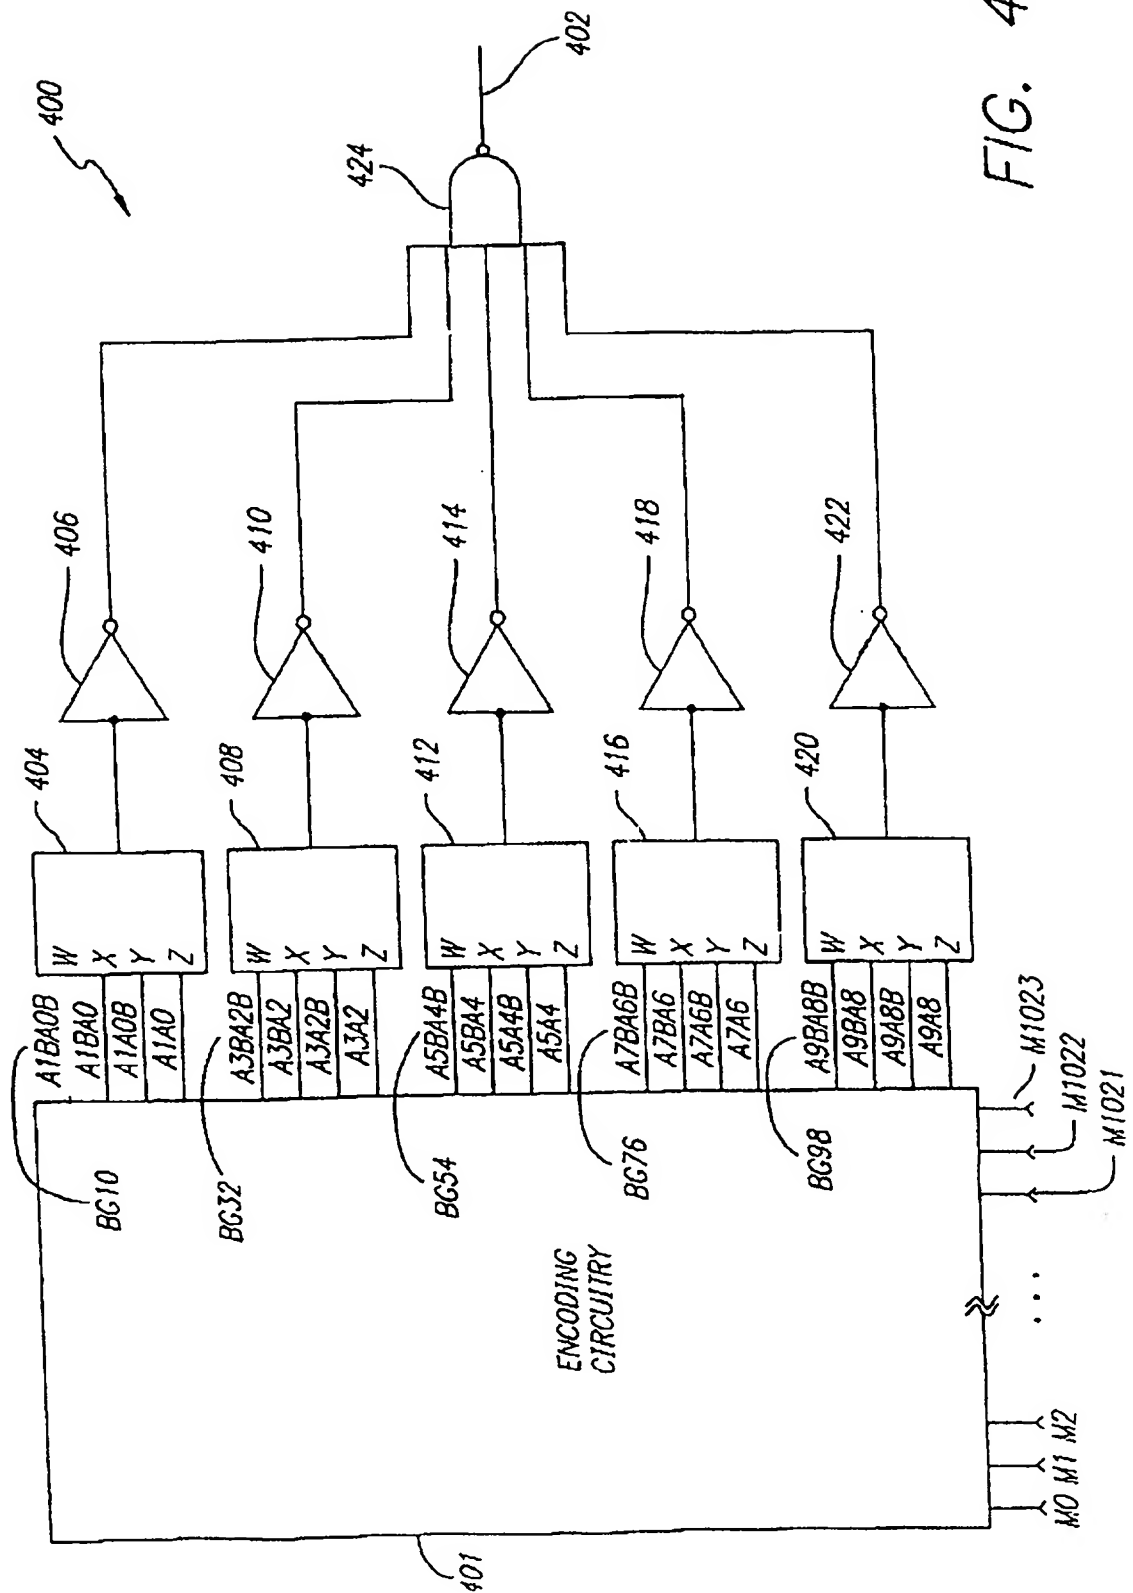 400
402
424
406
410
414
418
422
404
408
412
416
420
W
X
Y
Z
W
X
Y
Z
W
X
Y
Z
W
X
Y
Z
W
X
Y
Z
A1BA0B
A1BA0
A1A0B
A1A0
A3BA2B
A3BA2
A3A2B
A3A2
A5BA4B
A5BA4
A5A4B
A5A4
A7BA6B
A7BA6
A7A6B
A7A6
A9BA8B
A9BA8
A9A8B
A9A8
BG10
BG32
BG54
BG76
BG98
ENCODING
CIRCUITRY
401
M0 M1 M2
....
M1021
M1022
M1023
FIG. 4